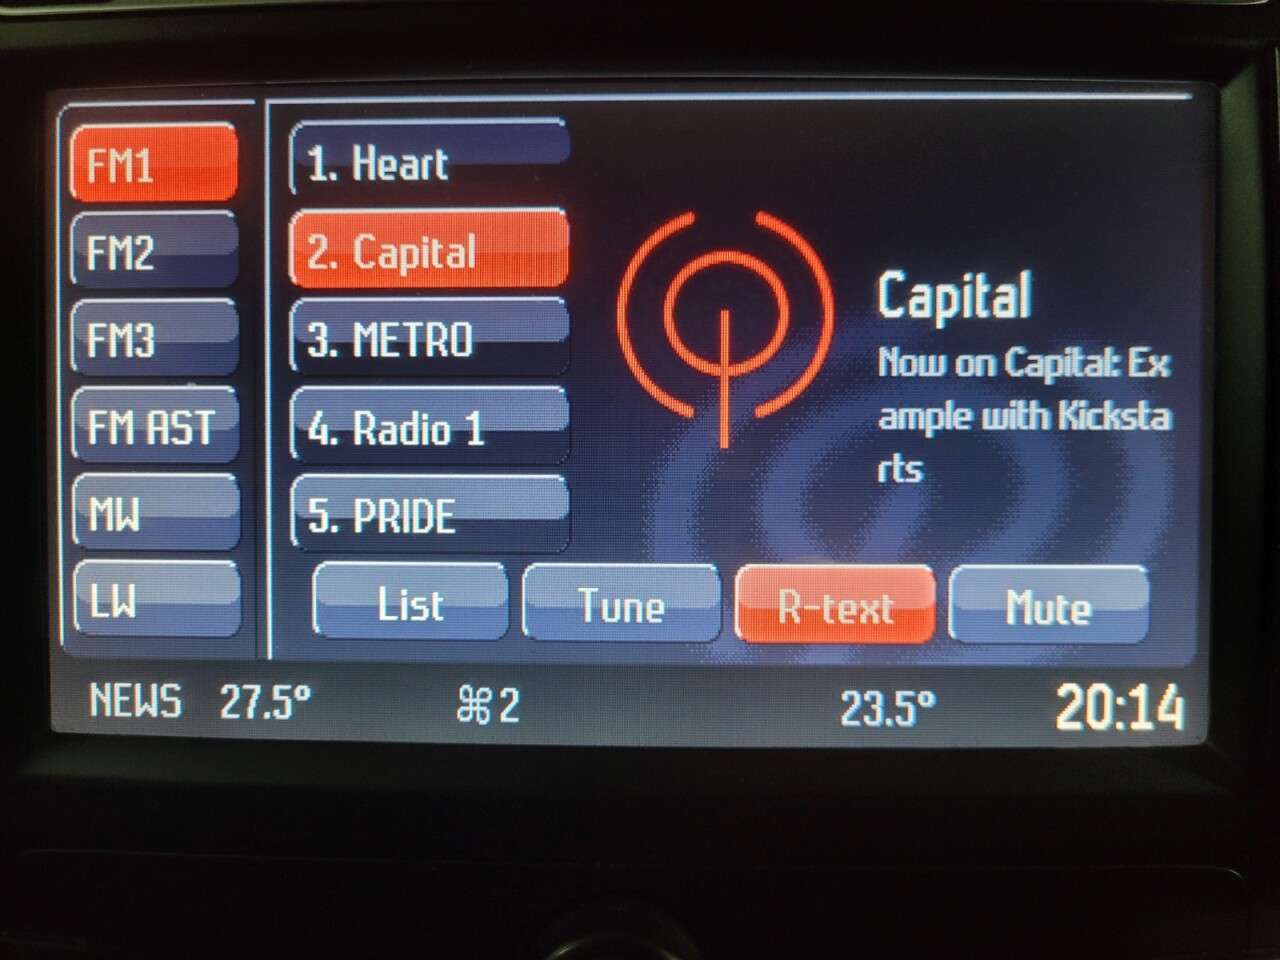 FM1
FM2
FM3
FM AST
MW
LW
1. Heart
2. Capital
3. METRO
4. Radio 1
5. PRIDE
Capital
Now on Capital: Ex
ample with Kicksta
rts
List
Tune
R-text
Mute
NEWS 27.5° ⌘2 23.5° 20:14